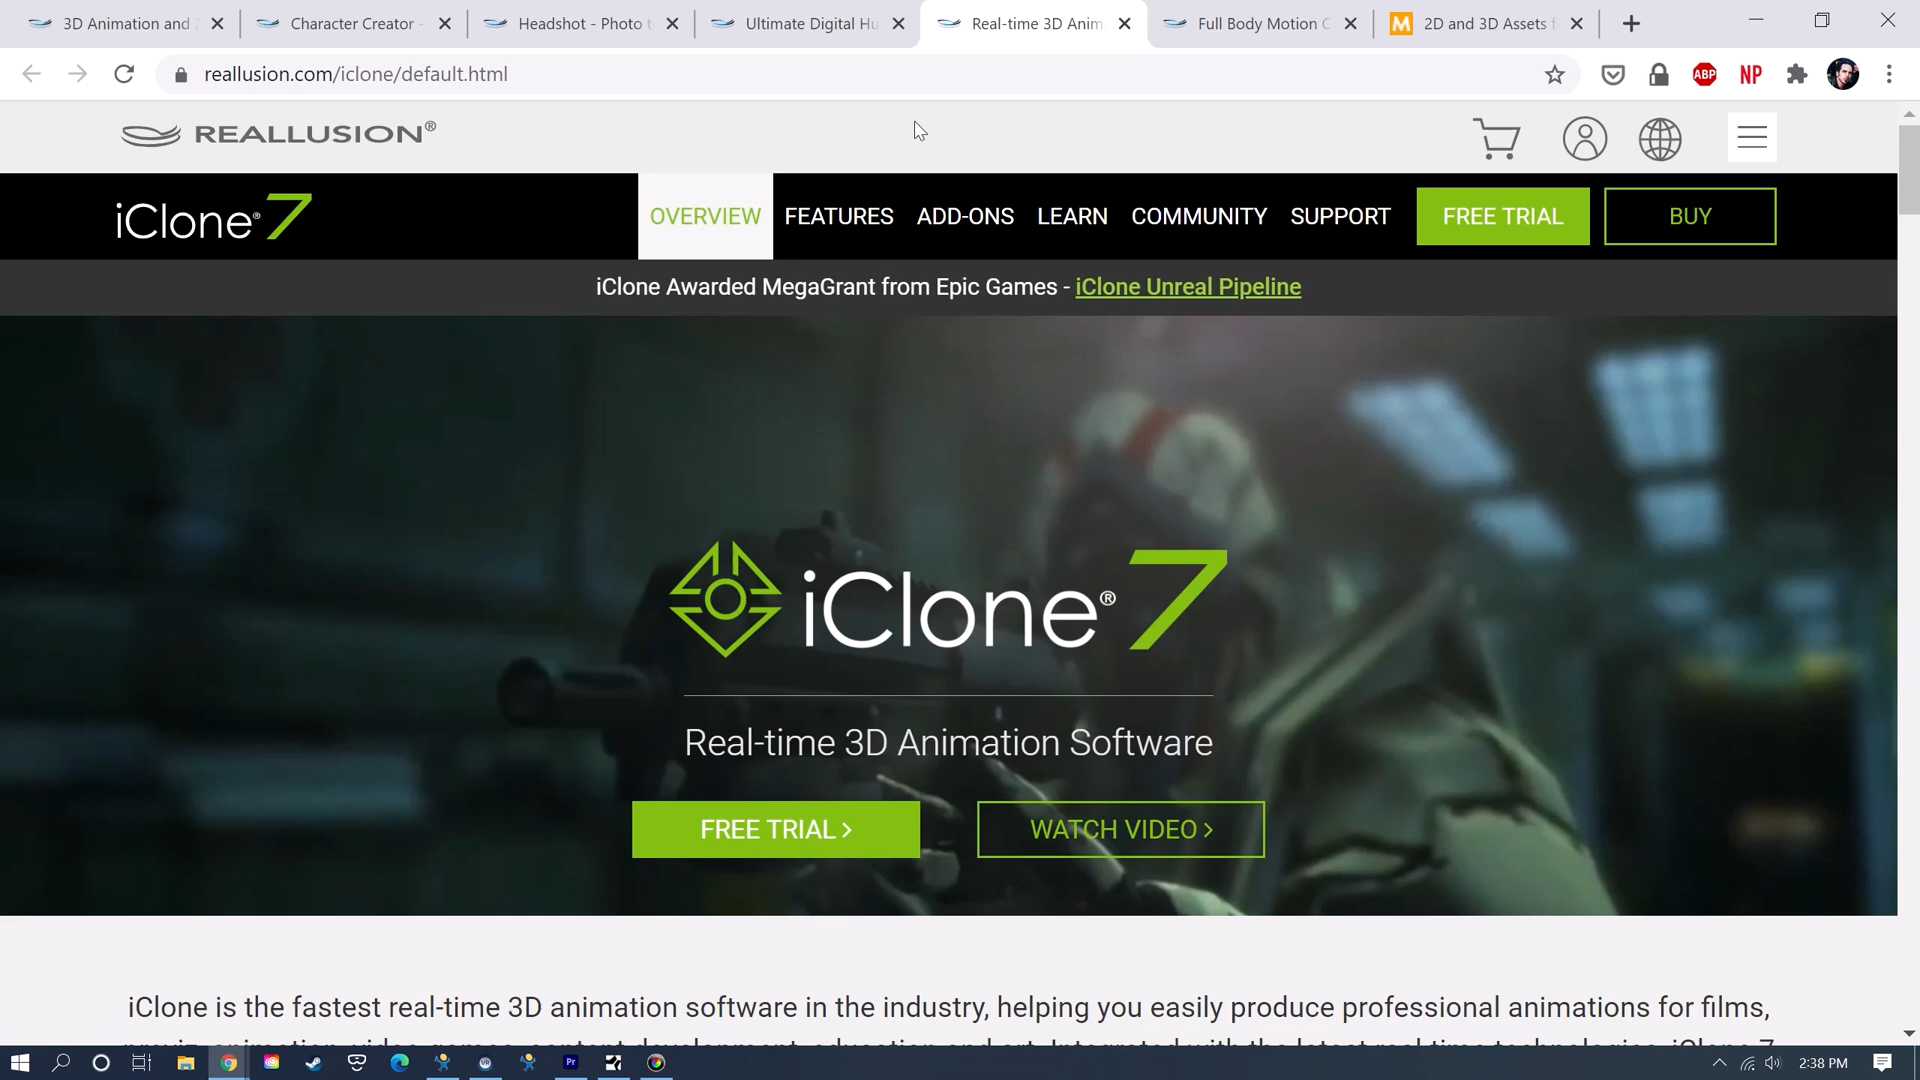 3D Animation and
Character Creator -
Headshot - Photo t
Ultimate Digital Hu
Real-time 3D Anim
Full Body Motion C
2D and 3D Assets f
reallusion.com/iclone/default.html
ABP
NP
REALLUSION®
iClone® 7
OVERVIEW
FEATURES
ADD-ONS
LEARN
COMMUNITY
SUPPORT
FREE TRIAL
BUY
iClone Awarded MegaGrant from Epic Games - iClone Unreal Pipeline
iClone® 7
Real-time 3D Animation Software
FREE TRIAL >
WATCH VIDEO >
iClone is the fastest real-time 3D animation software in the industry, helping you easily produce professional animations for films,
Pr
2:38 PM